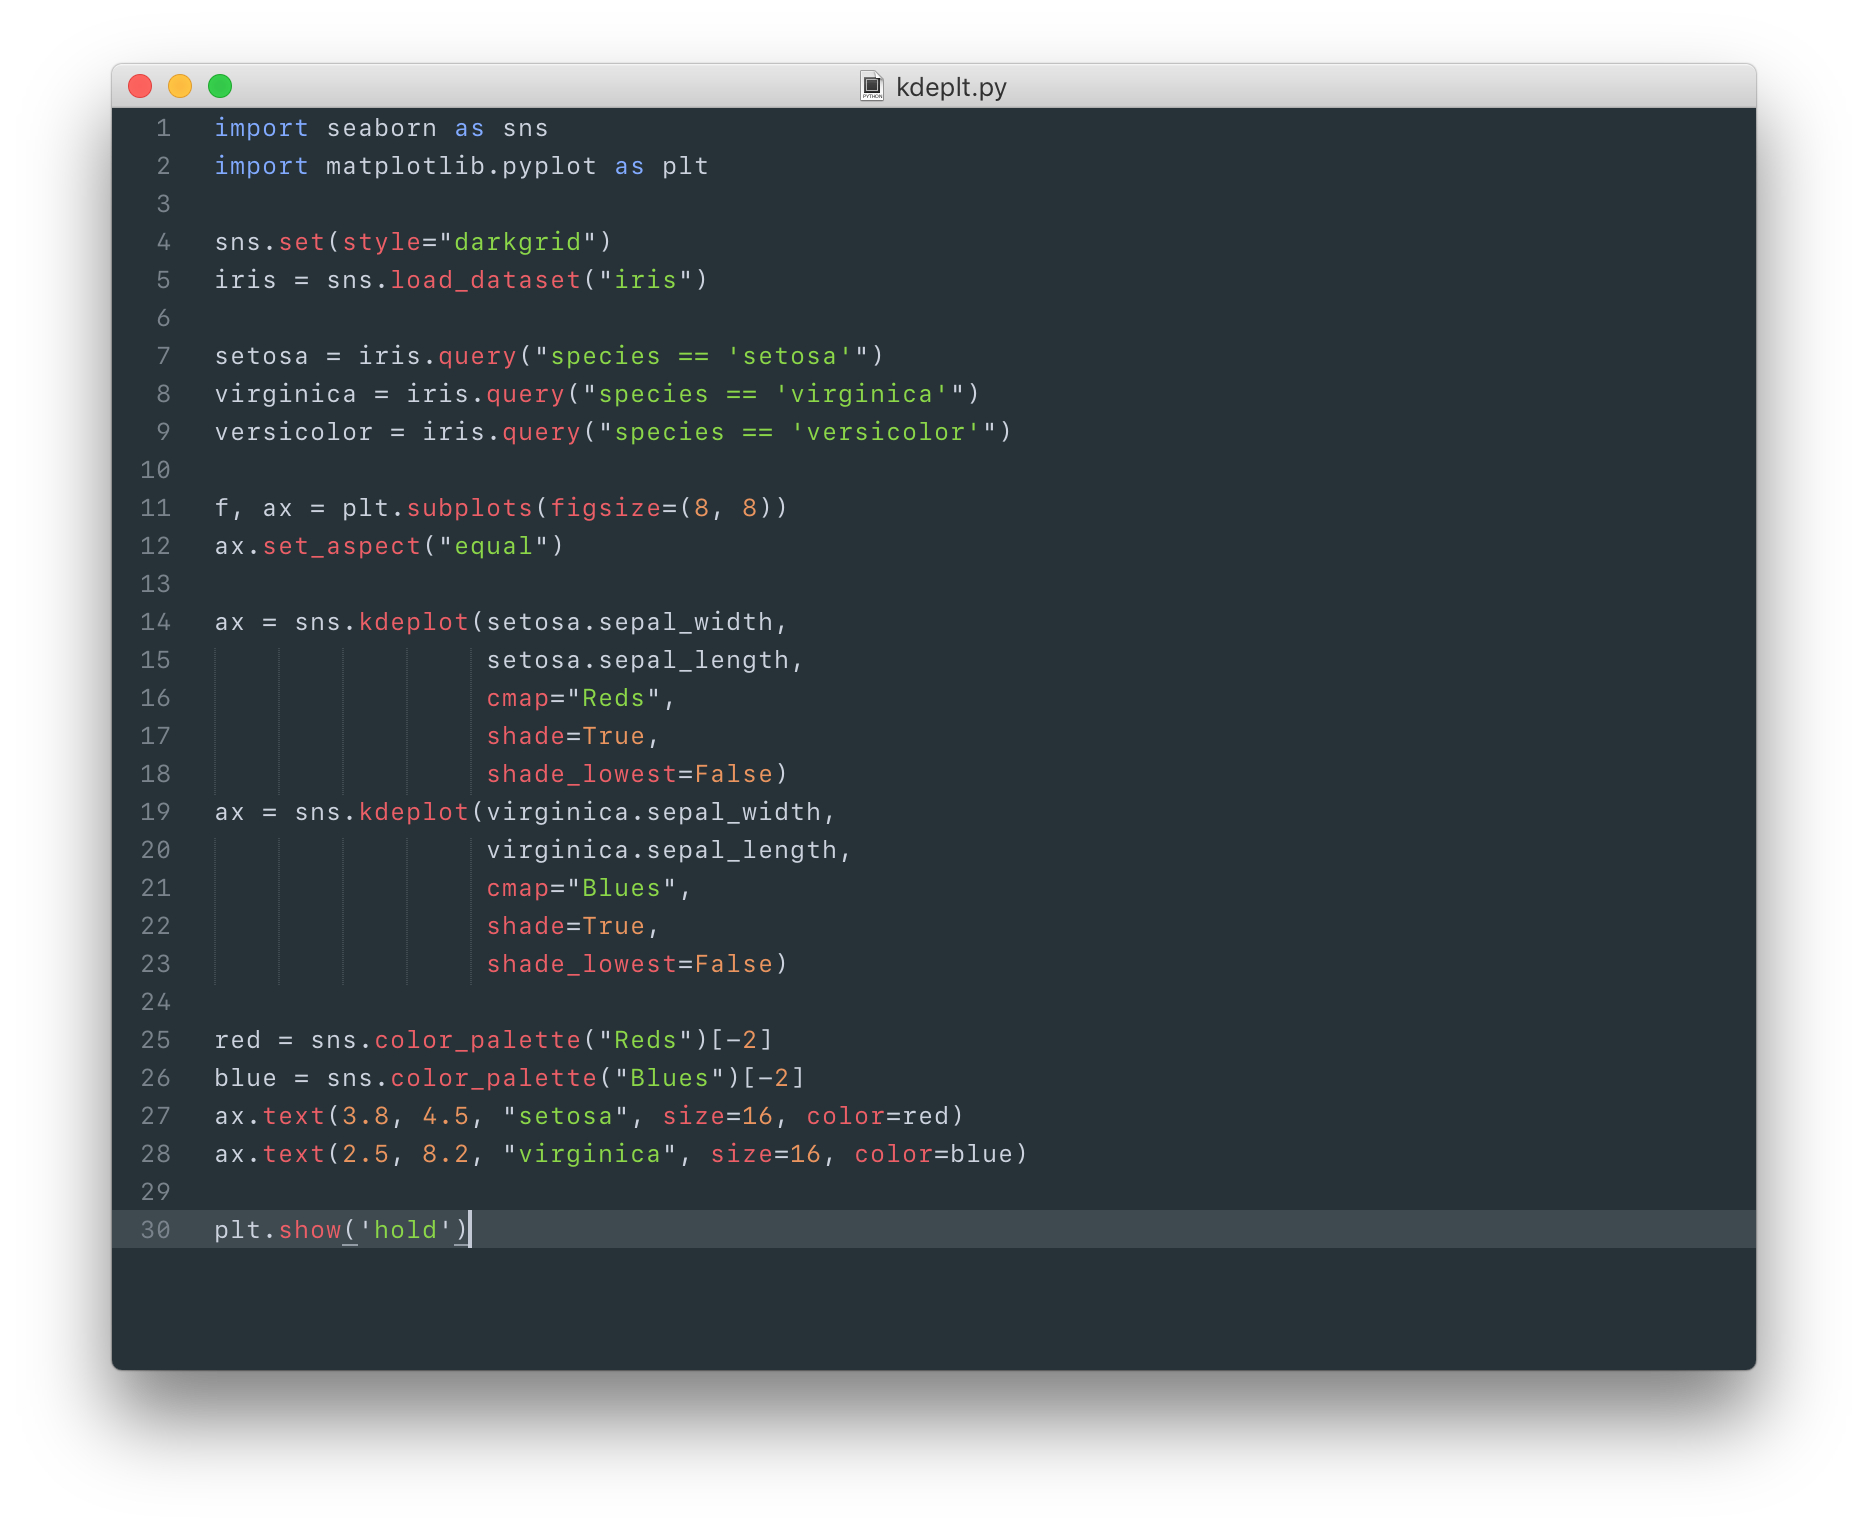 kdeplt.py
1 import seaborn as sns
2 import matplotlib.pyplot as plt
3
4 sns.set(style="darkgrid")
5 iris = sns.load_dataset("iris")
6
7 setosa = iris.query("species == 'setosa'")
8 virginica = iris.query("species == 'virginica'")
9 versicolor = iris.query("species == 'versicolor'")
10
11 f, ax = plt.subplots(figsize=(8, 8))
12 ax.set_aspect("equal")
13
14 ax = sns.kdeplot(setosa.sepal_width,
15                  setosa.sepal_length,
16                  cmap="Reds",
17                  shade=True,
18                  shade_lowest=False)
19 ax = sns.kdeplot(virginica.sepal_width,
20                  virginica.sepal_length,
21                  cmap="Blues",
22                  shade=True,
23                  shade_lowest=False)
24
25 red = sns.color_palette("Reds")[-2]
26 blue = sns.color_palette("Blues")[-2]
27 ax.text(3.8, 4.5, "setosa", size=16, color=red)
28 ax.text(2.5, 8.2, "virginica", size=16, color=blue)
29
30 plt.show('hold')